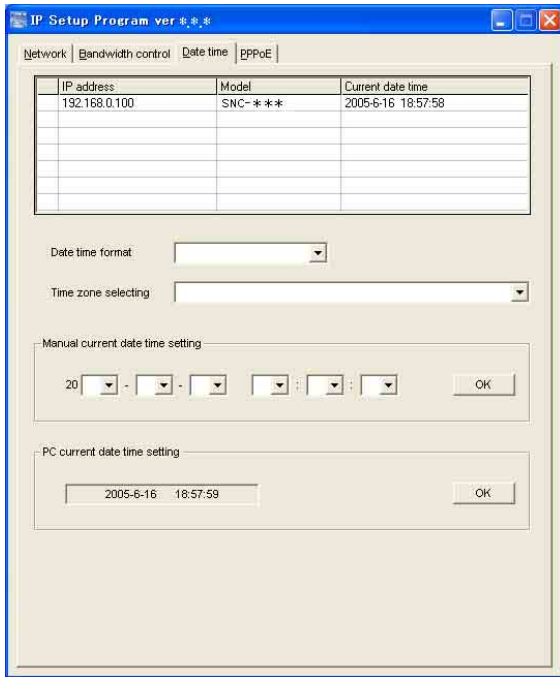 IP Setup Program ver *.*.*
Network Bandwidth control Date time PPPoE
IP address Model Current date time
192.168.0.100 SNC-*** 2005-6-16 18:57:58
Date time format
Time zone selecting
Manual current date time setting
20 - - : : OK
PC current date time setting
2005-6-16 18:57:59 OK